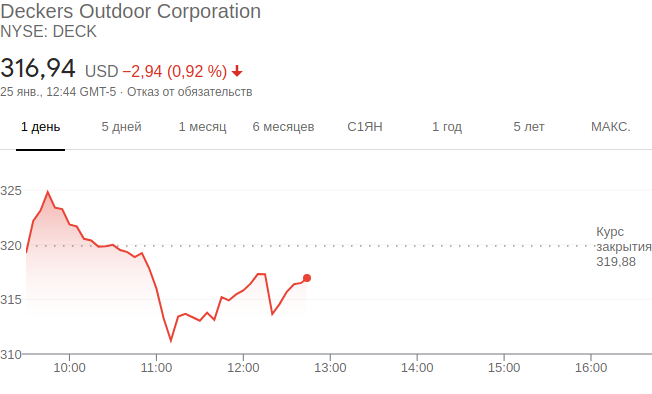 Deckers Outdoor Corporation
NYSE: DECK
316,94 USD −2,94 (0,92 %)
25 янв., 12:44 GMT-5 · Отказ от обязательств
1 день 5 дней 1 месяц 6 месяцев С1ЯН 1 год 5 лет МАКС.
325
Курс
320 закрытия
319,88
315
310
10:00 11:00 12:00 13:00 14:00 15:00 16:00